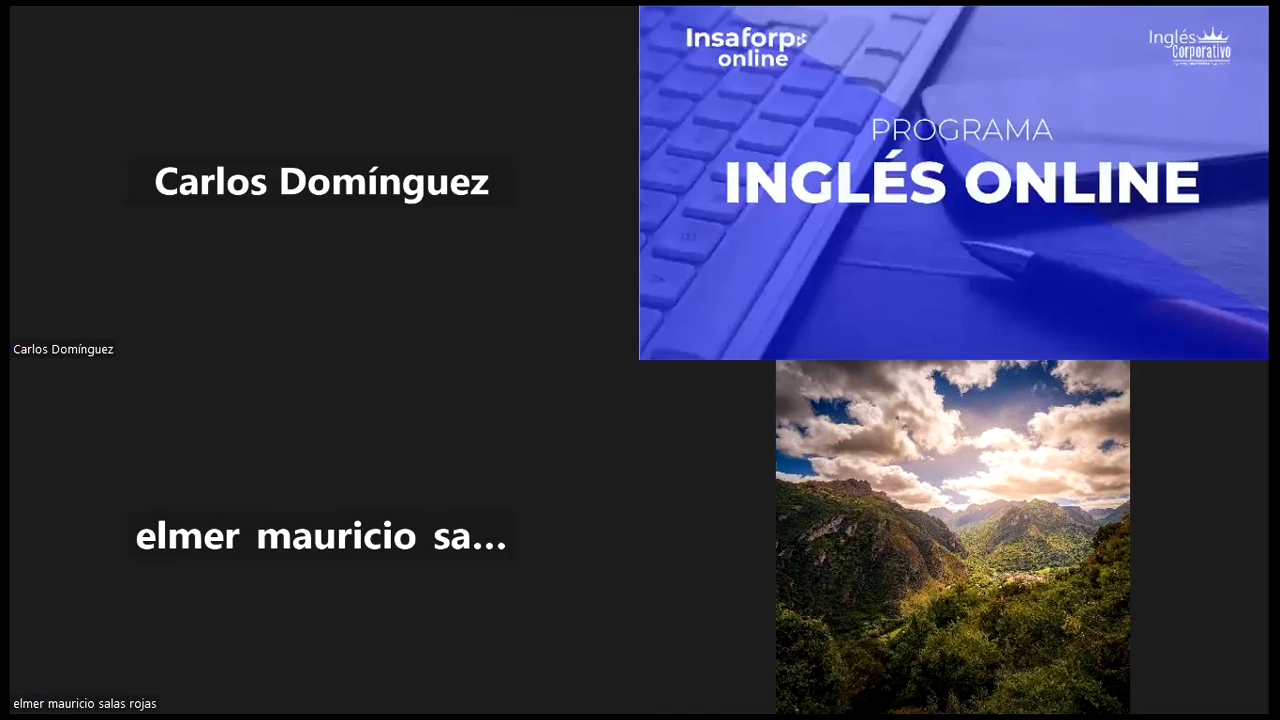 Carlos Domínguez
Carlos Domínguez
Insaforp
online
Inglés
Corporativo
PROGRAMA
INGLÉS ONLINE
elmer mauricio sa...
elmer mauricio salas rojas